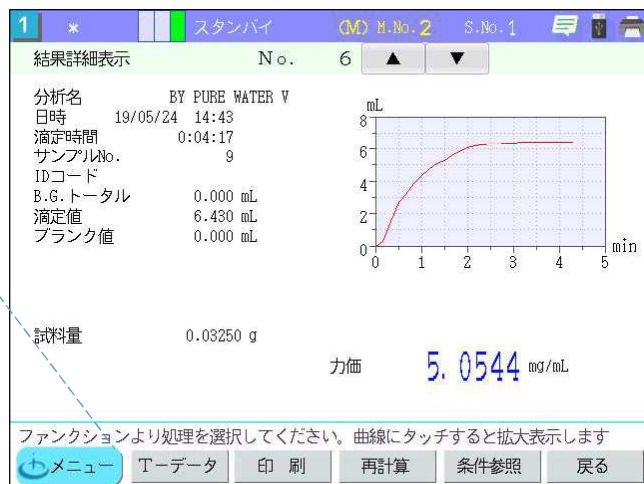 1 * スタンバイ (M) M.No.2 S.No.1
結果詳細表示 No. 6 ▲ ▼
分析名 BY PURE WATER V
日時 19/05/24 14:43
滴定時間 0:04:17
サンプルNo. 9
IDコード
B.G.トータル 0.000 mL
滴定値 6.430 mL
ブランク値 0.000 mL
mL
8
6
4
2
0
0 1 2 3 4 5 min
試料量 0.03250 g
力価 5.0544 mg/mL
ファンクションより処理を選択してください。曲線にタッチすると拡大表示します
メニュー T-データ 印 刷 再計算 条件参照 戻る